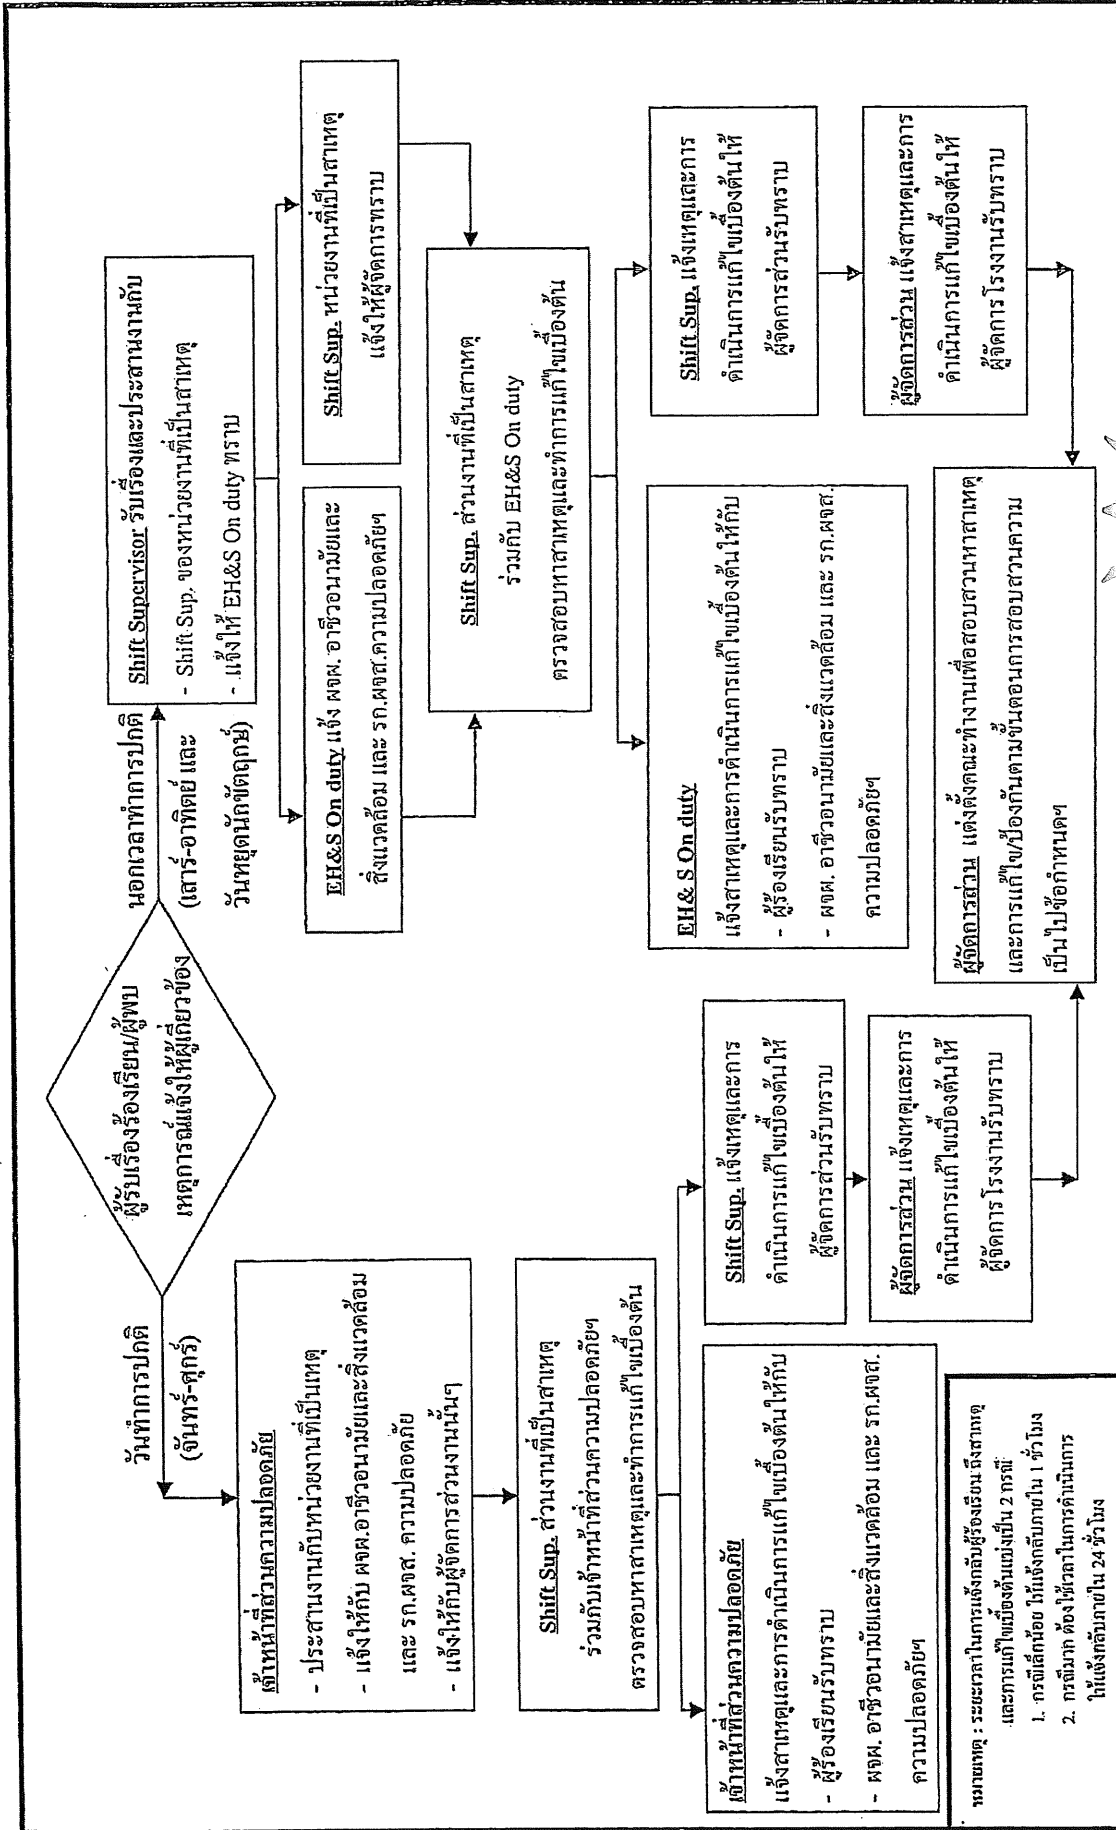 ผู้รับเรื่องร้องเรียน/ผู้พบ
เหตุการณ์แจ้งให้ผู้เกี่ยวข้อง
วันทำการปกติ
(จันทร์-ศุกร์)
นอกเวลาทำการปกติ
(เสาร์-อาทิตย์ และ
วันหยุดนักขัตฤกษ์)
เจ้าหน้าที่ส่วนความปลอดภัย
- ประสานงานกับหน่วยงานที่เป็นเหตุ
- แจ้งให้กับ ผจผ.อาชีวอนามัยและสิ่งแวดล้อม
และ รก.ผจส. ความปลอดภัย
- แจ้งให้กับผู้จัดการส่วนงานนั้นๆ
Shift Sup. ส่วนงานที่เป็นสาเหตุ
ร่วมกับเจ้าหน้าที่ส่วนความปลอดภัยฯ
ตรวจสอบหาสาเหตุและทำการแก้ไขเบื้องต้น
เจ้าหน้าที่ส่วนความปลอดภัย
แจ้งสาเหตุและการดำเนินการแก้ไขเบื้องต้นให้กับ
- ผู้ร้องเรียนรับทราบ
- ผจผ. อาชีวอนามัยและสิ่งแวดล้อม และ รก.ผจส.
ความปลอดภัยฯ
Shift Sup. แจ้งเหตุและการ
ดำเนินการแก้ไขเบื้องต้นให้
ผู้จัดการส่วนรับทราบ
ผู้จัดการส่วน แจ้งเหตุและการ
ดำเนินการแก้ไขเบื้องต้นให้
ผู้จัดการโรงงานรับทราบ
Shift Supervisor รับเรื่องและประสานงานกับ
- Shift Sup. ของหน่วยงานที่เป็นสาเหตุ
- แจ้งให้ EH&S On duty ทราบ
EH&S On duty แจ้ง ผจผ. อาชีวอนามัยและ
สิ่งแวดล้อม และ รก.ผจส.ความปลอดภัยฯ
Shift Sup. หน่วยงานที่เป็นสาเหตุ
แจ้งให้ผู้จัดการทราบ
Shift Sup. ส่วนงานที่เป็นสาเหตุ
ร่วมกับ EH&S On duty
ตรวจสอบหาสาเหตุและทำการแก้ไขเบื้องต้น
EH& S On duty
แจ้งสาเหตุและการดำเนินการแก้ไขเบื้องต้นให้กับ
- ผู้ร้องเรียนรับทราบ
- ผจผ. อาชีวอนามัยและสิ่งแวดล้อม และ รก.ผจส.
ความปลอดภัยฯ
Shift Sup. แจ้งเหตุและการ
ดำเนินการแก้ไขเบื้องต้นให้
ผู้จัดการส่วนรับทราบ
ผู้จัดการส่วน แจ้งสาเหตุและการ
ดำเนินการแก้ไขเบื้องต้นให้
ผู้จัดการโรงงานรับทราบ
ผู้จัดการส่วน แต่งตั้งคณะทำงานเพื่อสอบสวนหาสาเหตุ
และการแก้ไข/ป้องกันตามขั้นตอนการสอบสวนความ
เป็นไปข้อกำหนดฯ
หมายเหตุ : ระยะเวลาในการแจ้งกลับผู้ร้องเรียน ถึงสาเหตุ
และการแก้ไขเบื้องต้นแบ่งเป็น 2 กรณี
1. กรณีเล็กน้อย ให้แจ้งกลับภายใน 1 ชั่วโมง
2. กรณีมาก ต้องใช้เวลาในการดำเนินการ
ให้แจ้งกลับภายใน 24 ชั่วโมง